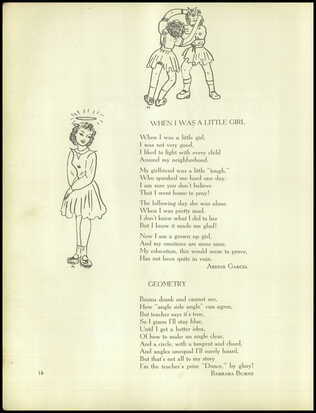 WHEN I WAS A LITTLE GIRL
When I was a little girl,
I was not very good,
I liked to fight with every child
Around my neighborhood.
My girlfriend was a little "tough,"
Who spanked me hard one day.
I am sure you don't believe
That I went home to pray!
The following day she was alone
When I was pretty mad.
I don't know what I did to her
But I know it made me glad!
Now I am a grown up girl,
And my emotions are more sane.
My education, this would seem to prove,
Has not been quite in vain.
GARCIA
GEOMETRY
dumb and cannot see,
How "angle side angle" can agree,
But teacher says it's true,
So I guess I'll stay blue,
Until I get a better idea,
Of how to make an angle clear,
And a circle, with a tangent and chord,
And angles unequal I'll surely hoard,
But that's not all to my story
I'm the teacher's prize "Dunce," by glory!
BARBARA BURNS
16